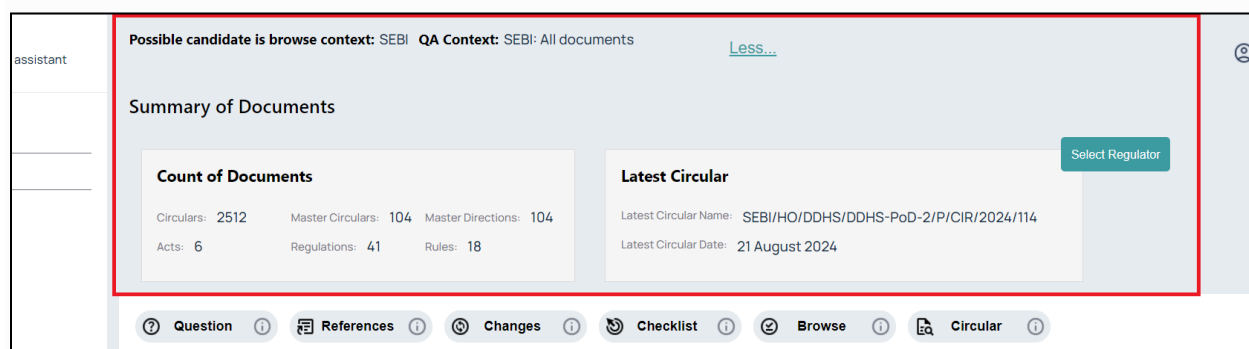 Possible candidate is browse context: SEBI QA Context: SEBI: All documents
Less...
assistant
Summary of Documents
Select Regulator
Count of Documents
Circulars: 2512 Master Circulars: 104 Master Directions: 104
Acts: 6 Regulations: 41 Rules: 18
Latest Circular
Latest Circular Name: SEBI/HO/DDHS/DDHS-PoD-2/P/CIR/2024/114
Latest Circular Date: 21 August 2024
Question References Changes Checklist Browse Circular